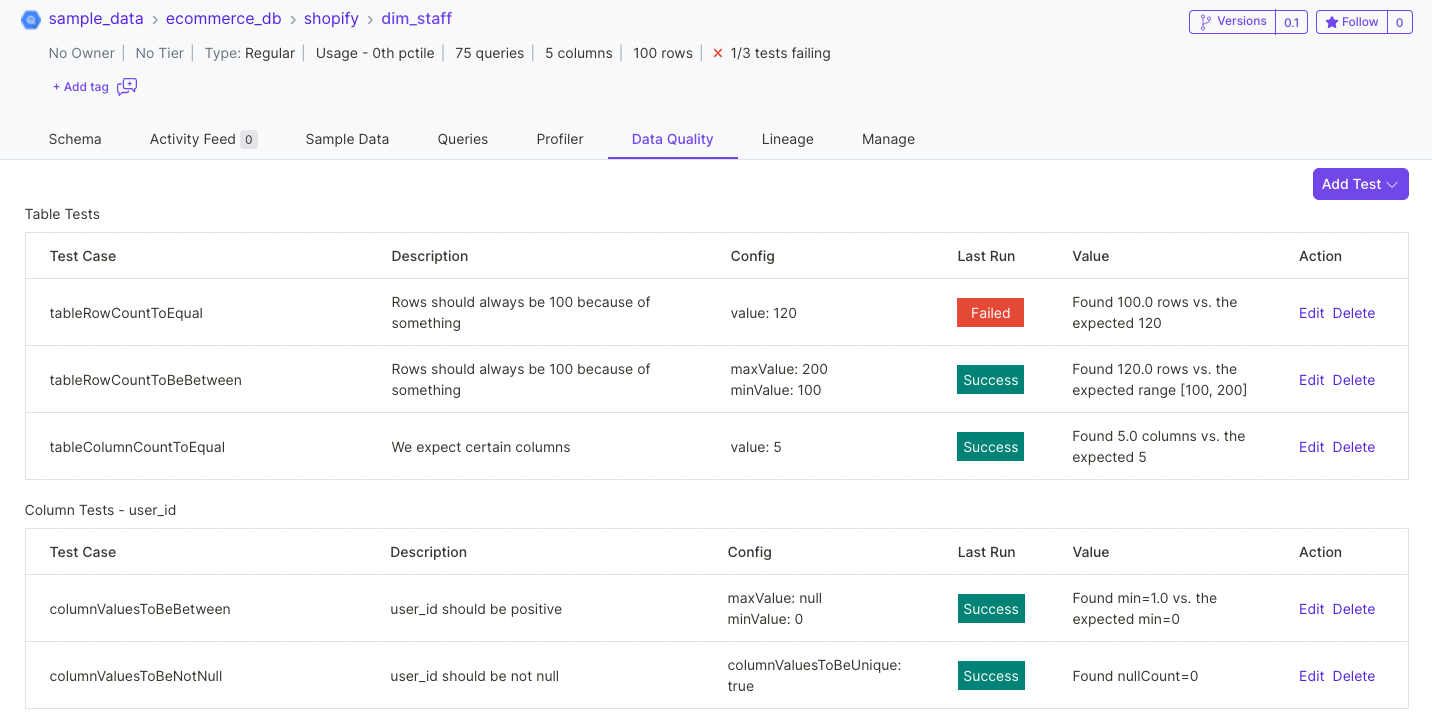 sample_data > ecommerce_db > shopify > dim_staff
Versions 0.1 Follow 0
No Owner | No Tier | Type: Regular | Usage - 0th pctile | 75 queries | 5 columns | 100 rows | × 1/3 tests failing
+ Add tag
Schema Activity Feed 0 Sample Data Queries Profiler Data Quality Lineage Manage
Add Test
Table Tests
Test Case Description Config Last Run Value Action
tableRowCountToEqual
Rows should always be 100 because of
something
value: 120
Failed
Found 100.0 rows vs. the
expected 120
Edit Delete
tableRowCountToBeBetween
Rows should always be 100 because of
something
maxValue: 200
minValue: 100
Success
Found 120.0 rows vs. the
expected range [100, 200]
Edit Delete
tableColumnCountToEqual
We expect certain columns
value: 5
Success
Found 5.0 columns vs. the
expected 5
Edit Delete
Column Tests - user_id
Test Case Description Config Last Run Value Action
columnValuesToBeBetween
user_id should be positive
maxValue: null
minValue: 0
Success
Found min=1.0 vs. the
expected min=0
Edit Delete
columnValuesToBeNotNull
user_id should be not null
columnValuesToBeUnique:
true
Success
Found nullCount=0
Edit Delete